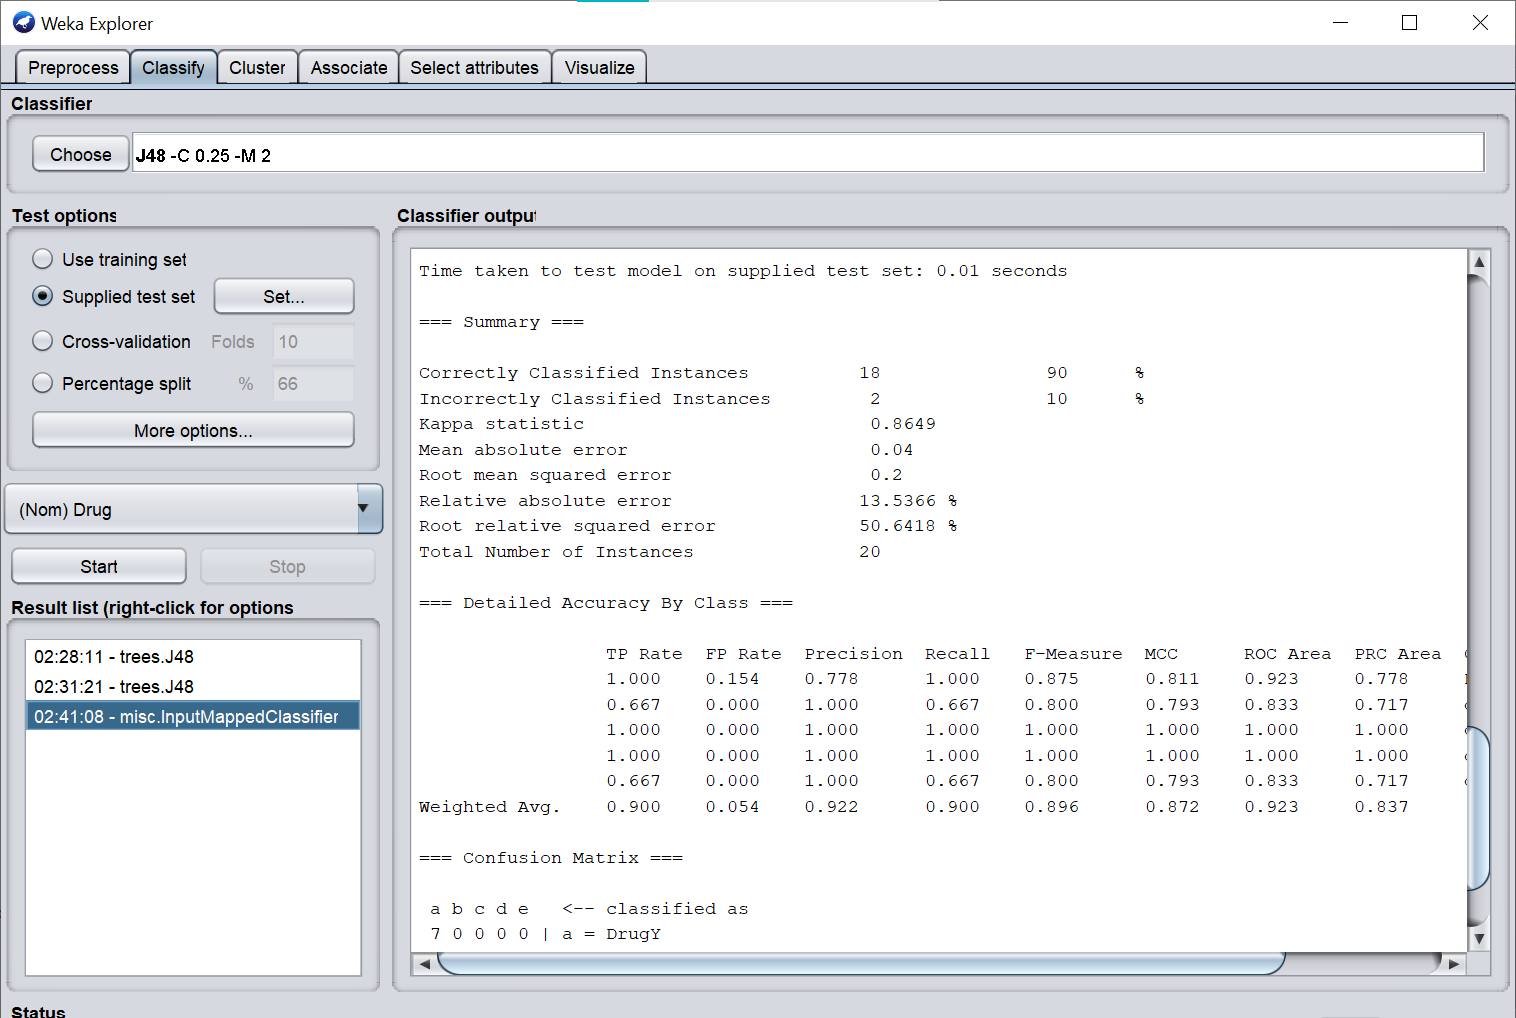 Weka Explorer
Preprocess Classify Cluster Associate Select attributes Visualize
Classifier
Choose J48 -C 0.25 -M 2
Test options
Use training set
Supplied test set Set...
Cross-validation Folds 10
Percentage split % 66
More options...
(Nom) Drug
Start Stop
Result list (right-click for options
02:28:11 - trees.J48
02:31:21 - trees.J48
02:41:08 - misc.InputMappedClassifier
Status
Classifier output
Time taken to test model on supplied test set: 0.01 seconds
=== Summary ===
Correctly Classified Instances 18 90 %
Incorrectly Classified Instances 2 10 %
Kappa statistic 0.8649
Mean absolute error 0.04
Root mean squared error 0.2
Relative absolute error 13.5366 %
Root relative squared error 50.6418 %
Total Number of Instances 20
=== Detailed Accuracy By Class ===
TP Rate FP Rate Precision Recall F-Measure MCC ROC Area PRC Area
1.000 0.154 0.778 1.000 0.875 0.811 0.923 0.778
0.667 0.000 1.000 0.667 0.800 0.793 0.833 0.717
1.000 0.000 1.000 1.000 1.000 1.000 1.000 1.000
1.000 0.000 1.000 1.000 1.000 1.000 1.000 1.000
0.667 0.000 1.000 0.667 0.800 0.793 0.833 0.717
Weighted Avg. 0.900 0.054 0.922 0.900 0.896 0.872 0.923 0.837
=== Confusion Matrix ===
a b c d e <-- classified as
7 0 0 0 0 | a = DrugY